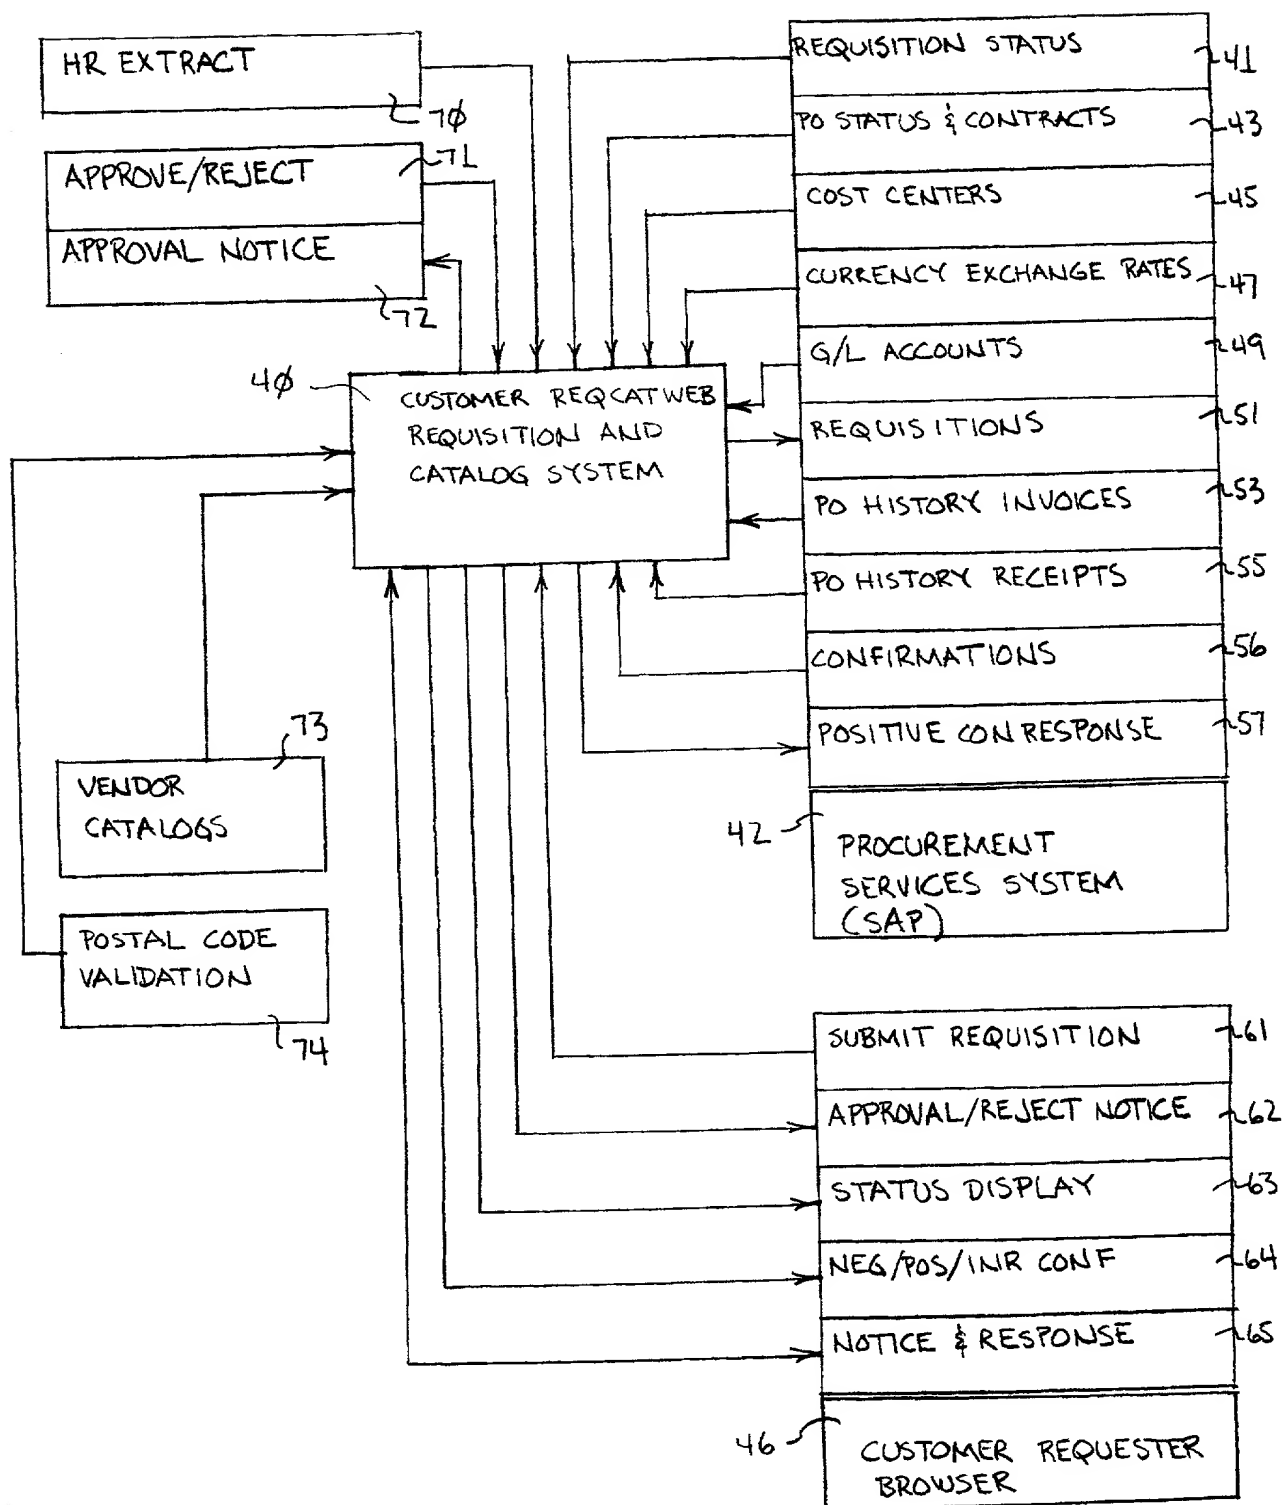 HR EXTRACT
70
APPROVE/REJECT
71
APPROVAL NOTICE
72
40
CUSTOMER REQCATWEB
REQUISITION AND
CATALOG SYSTEM
73
VENDOR
CATALOGS
POSTAL CODE
VALIDATION
74
REQUISITION STATUS
41
PO STATUS & CONTRACTS
43
COST CENTERS
45
CURRENCY EXCHANGE RATES
47
G/L ACCOUNTS
49
REQUISITIONS
51
PO HISTORY INVOICES
53
PO HISTORY RECEIPTS
55
CONFIRMATIONS
56
POSITIVE CON RESPONSE
57
42
PROCUREMENT
SERVICES SYSTEM
(SAP)
SUBMIT REQUISITION
61
APPROVAL/REJECT NOTICE
62
STATUS DISPLAY
63
NEG/POS/INR CONF
64
NOTICE & RESPONSE
65
46
CUSTOMER REQUESTER
BROWSER